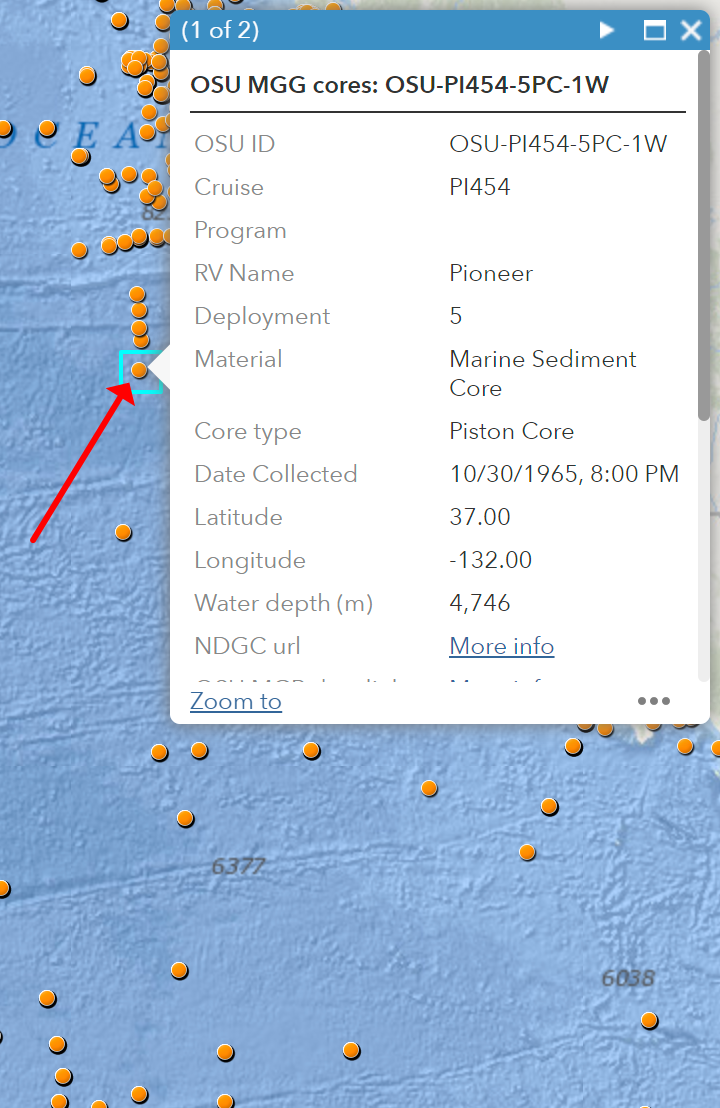 (1 of 2)
OSU MGG cores: OSU-PI454-5PC-1W
OSU ID OSU-PI454-5PC-1W
Cruise PI454
Program
RV Name Pioneer
Deployment 5
Material Marine Sediment
Core
Core type Piston Core
Date Collected 10/30/1965, 8:00 PM
Latitude 37.00
Longitude -132.00
Water depth (m) 4,746
NDGC url More info
Zoom to
6377
6038